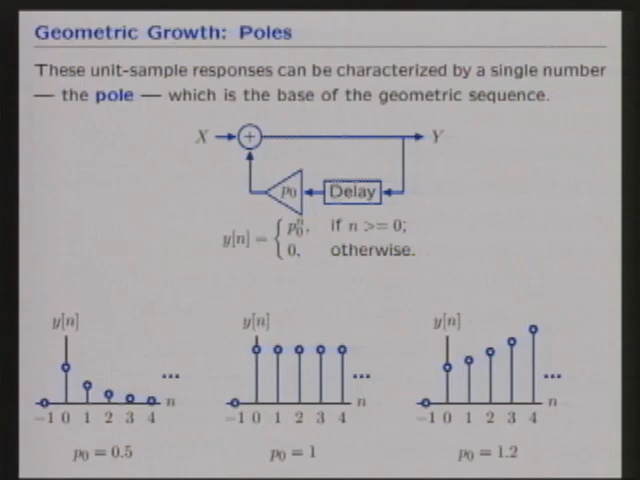 Geometric Growth: Poles
These unit-sample responses can be characterized by a single number
— the pole — which is the base of the geometric sequence.
X + Y
p₀ Delay
y[n] = { p₀ⁿ, if n >= 0;
0, otherwise.
y[n] y[n] y[n]
... ... ...
n n n
−1 0 1 2 3 4 −1 0 1 2 3 4 −1 0 1 2 3 4
p₀ = 0.5 p₀ = 1 p₀ = 1.2